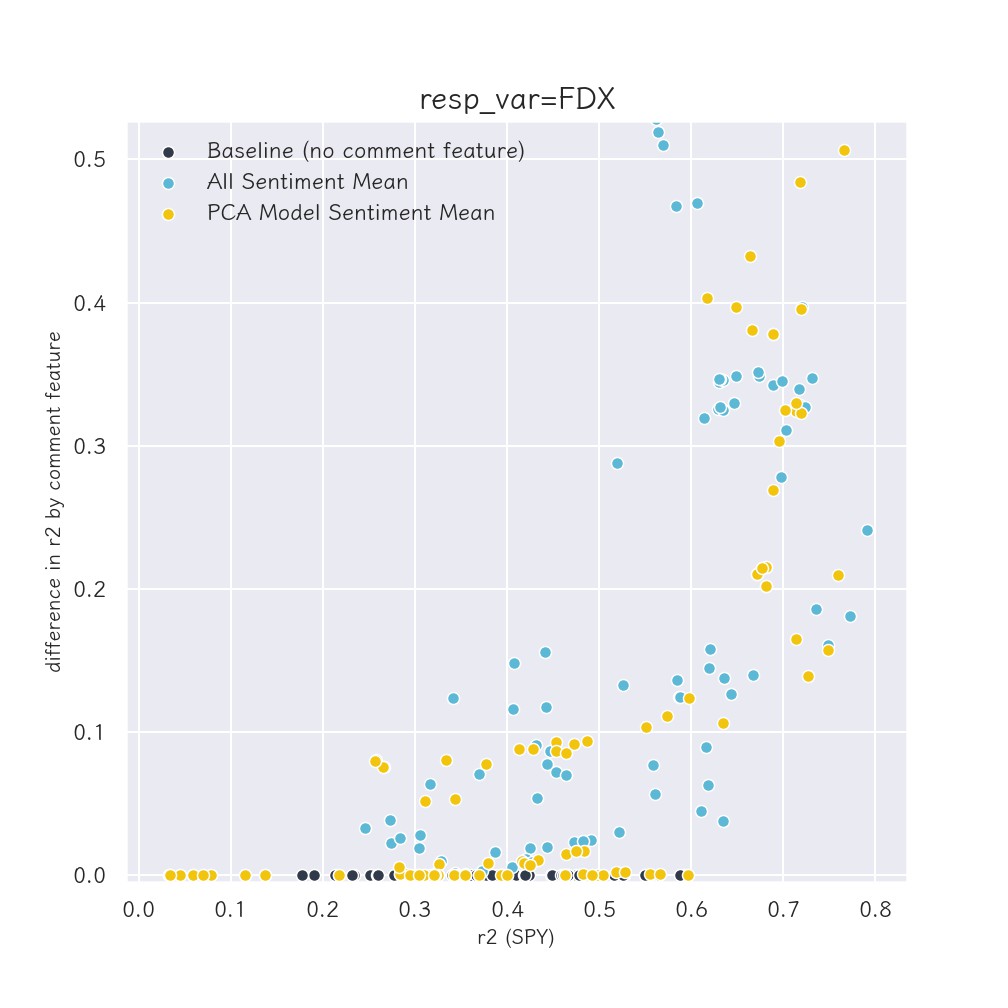 resp_var=FDX
Baseline (no comment feature)
All Sentiment Mean
PCA Model Sentiment Mean
difference in r2 by comment feature
0.5
0.4
0.3
0.2
0.1
0.0
0.0 0.1 0.2 0.3 0.4 0.5 0.6 0.7 0.8
r2 (SPY)